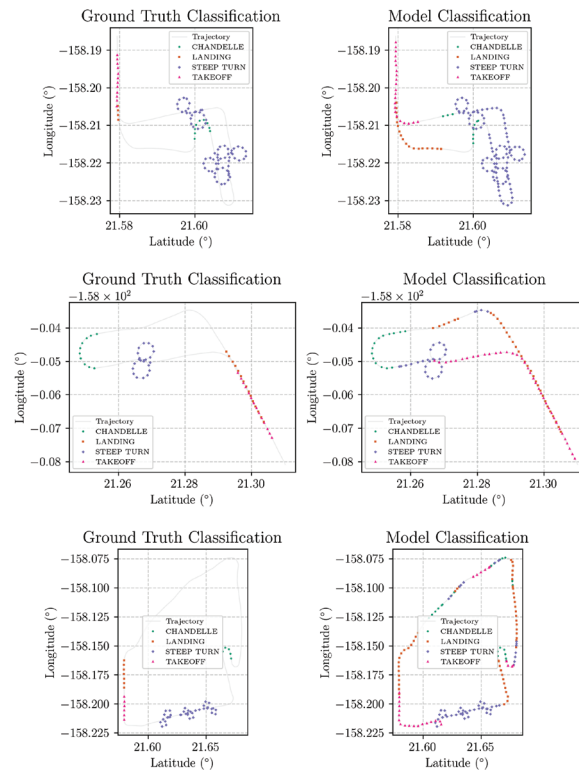 Ground Truth Classification
Model Classification
Trajectory
CHANDELLE
LANDING
STEEP TURN
TAKEOFF
Trajectory
CHANDELLE
LANDING
STEEP TURN
TAKEOFF
−158.19
−158.20
−158.21
−158.22
−158.23
−158.19
−158.20
−158.21
−158.22
−158.23
Longitude (°)
Longitude (°)
21.58
21.60
21.58
21.60
Latitude (°)
Latitude (°)
Ground Truth Classification
Model Classification
−1.58 × 10²
−1.58 × 10²
−0.04
−0.05
−0.06
−0.07
−0.08
−0.04
−0.05
−0.06
−0.07
−0.08
Longitude (°)
Longitude (°)
Trajectory
CHANDELLE
LANDING
STEEP TURN
TAKEOFF
Trajectory
CHANDELLE
LANDING
STEEP TURN
TAKEOFF
21.26
21.28
21.30
21.26
21.28
21.30
Latitude (°)
Latitude (°)
Ground Truth Classification
Model Classification
−158.075
−158.100
−158.125
−158.150
−158.175
−158.200
−158.225
−158.075
−158.100
−158.125
−158.150
−158.175
−158.200
−158.225
Longitude (°)
Longitude (°)
Trajectory
CHANDELLE
LANDING
STEEP TURN
TAKEOFF
Trajectory
CHANDELLE
LANDING
STEEP TURN
TAKEOFF
21.60
21.65
21.60
21.65
Latitude (°)
Latitude (°)